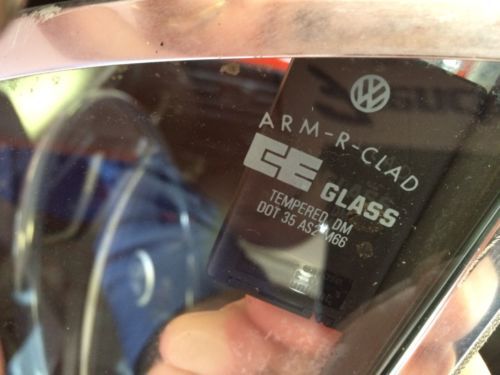 ARM-R-CLAD
CE GLASS
TEMPERED DM
DOT 35 AS2 M66